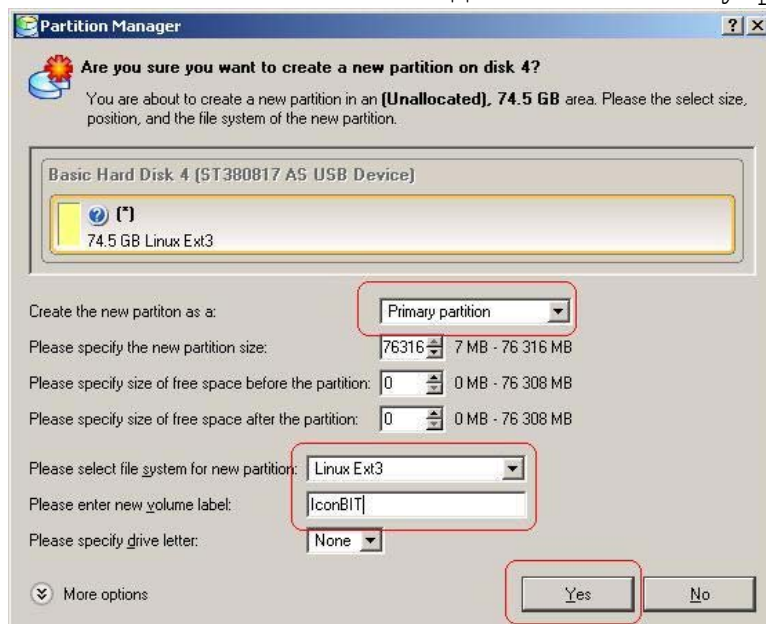 Partition Manager
Are you sure you want to create a new partition on disk 4?
You are about to create a new partition in an (Unallocated), 74.5 GB area. Please the select size,
position, and the file system of the new partition.
Basic Hard Disk 4 (ST380817 AS USB Device)
(*)
74.5 GB Linux Ext3
Create the new partiton as a: Primary partition
Please specify the new partition size: 76316 7 MB - 76 316 MB
Please specify size of free space before the partition: 0 0 MB - 76 308 MB
Please specify size of free space after the partition: 0 0 MB - 76 308 MB
Please select file system for new partition: Linux Ext3
Please enter new volume label: IconBIT
Please specify drive letter: None
More options Yes No